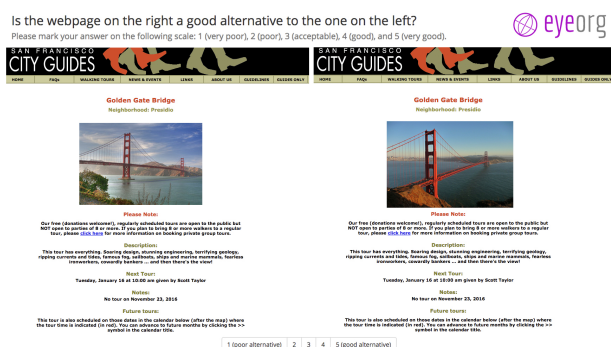 Is the webpage on the right a good alternative to the one on the left?
Please mark your answer on the following scale: 1 (very poor), 2 (poor), 3 (acceptable), 4 (good), and 5 (very good).
eyeorg
SAN FRANCISCO
CITY GUIDES
HOME FAQs WALKING TOURS NEWS & EVENTS LINKS ABOUT US GUIDELINES GUIDES ONLY
Golden Gate Bridge
Neighborhood: Presidio
Please Note:
Our free (donations welcome!), regularly scheduled tours are open to the public but
NOT open to parties of 8 or more. If you plan to bring 8 or more walkers to a regular
tour, please click here for more information on booking private group tours.
Description:
This tour has everything. Soaring design, stunning engineering, terrifying geology,
ripping currents and tides, famous fog, sailboats, ships and marine mammals, fearless
ironworkers, cowardly bankers ... and then there's the view!
Next Tour:
Tuesday, January 16 at 10:00 am given by Scott Taylor
Notes:
No tour on November 23, 2016
Future tours:
This tour is also scheduled on those dates in the calendar below (after the map) where
the tour time is indicated (in red). You can advance to future months by clicking the >>
symbol in the calendar title.
SAN FRANCISCO
CITY GUIDES
HOME FAQs WALKING TOURS NEWS & EVENTS LINKS ABOUT US GUIDELINES GUIDES ONLY
Golden Gate Bridge
Neighborhood: Presidio
Please Note:
Our free (donations welcome!), regularly scheduled tours are open to the public but
NOT open to parties of 8 or more. If you plan to bring 8 or more walkers to a regular
tour, please click here for more information on booking private group tours.
Description:
This tour has everything. Soaring design, stunning engineering, terrifying geology,
ripping currents and tides, famous fog, sailboats, ships and marine mammals, fearless
ironworkers, cowardly bankers ... and then there's the view!
Next Tour:
Tuesday, January 16 at 10:00 am given by Scott Taylor
Notes:
No tour on November 23, 2016
Future tours:
This tour is also scheduled on those dates in the calendar below (after the map) where
the tour time is indicated (in red). You can advance to future months by clicking the >>
symbol in the calendar title.
1 (poor alternative) 2 3 4 5 (good alternative)